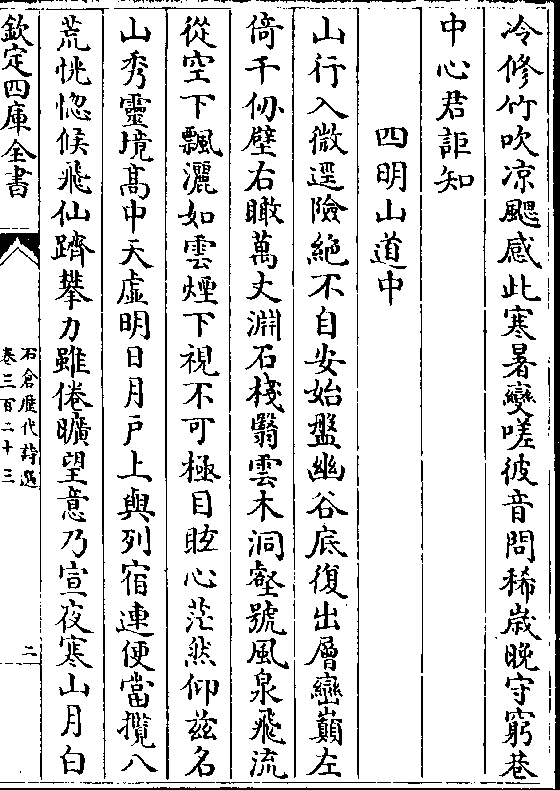 冷修竹吹凉颸感此寒暑變嗟彼音問稀歳晚守窮巷
中心君詎知
四明山道中
山行入微逕險絶不自安始盤幽谷底復出層巒巔左
倚千仞壁右瞰萬丈淵石棧翳雲木洞壑號風泉飛流
從空下飄灑如雲煙下視不可極目眩心茫然仰兹名
山秀靈境髙中天虚明日月戸上與列宿連便當攬八
荒恍惚候飛仙躋攀力雖倦曠望意乃宣夜寒山月白
欽定四庫全書
石倉歴代詩選
卷三百二十三
二